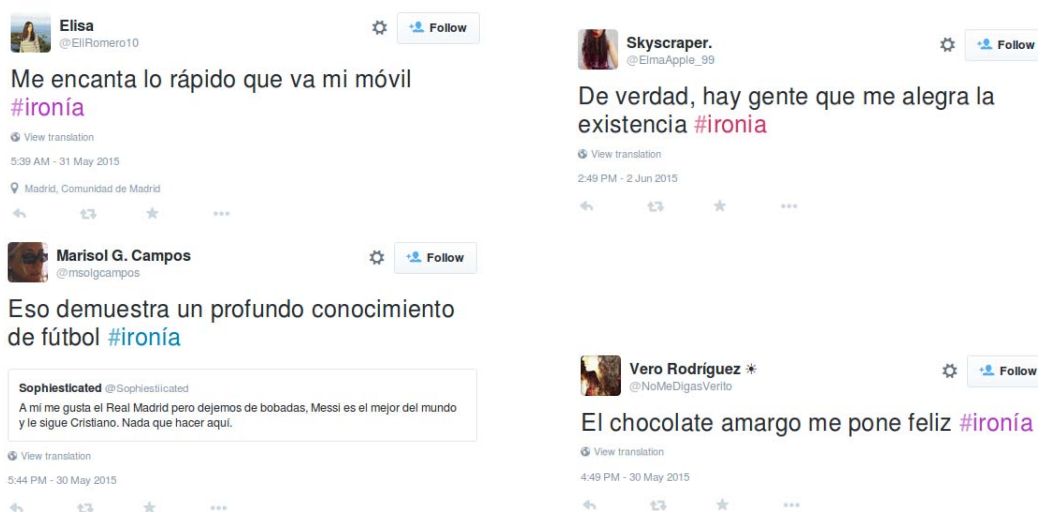 Elisa
@EliRomero10
Follow
Me encanta lo rápido que va mi móvil
#ironía
View translation
5:39 AM - 31 May 2015
Madrid, Comunidad de Madrid
Marisol G. Campos
@msolgcampos
Follow
Eso demuestra un profundo conocimiento
de fútbol #ironía
Sophiesticated @Sophiestiicated
A mí me gusta el Real Madrid pero dejemos de bobadas, Messi es el mejor del mundo
y le sigue Cristiano. Nada que hacer aquí.
View translation
5:44 PM - 30 May 2015
Skyscraper.
@ElmaApple_99
Follow
De verdad, hay gente que me alegra la
existencia #ironia
View translation
2:49 PM - 2 Jun 2015
Vero Rodríguez ☀
@NoMeDigasVerito
Follow
El chocolate amargo me pone feliz #ironía
View translation
4:49 PM - 30 May 2015